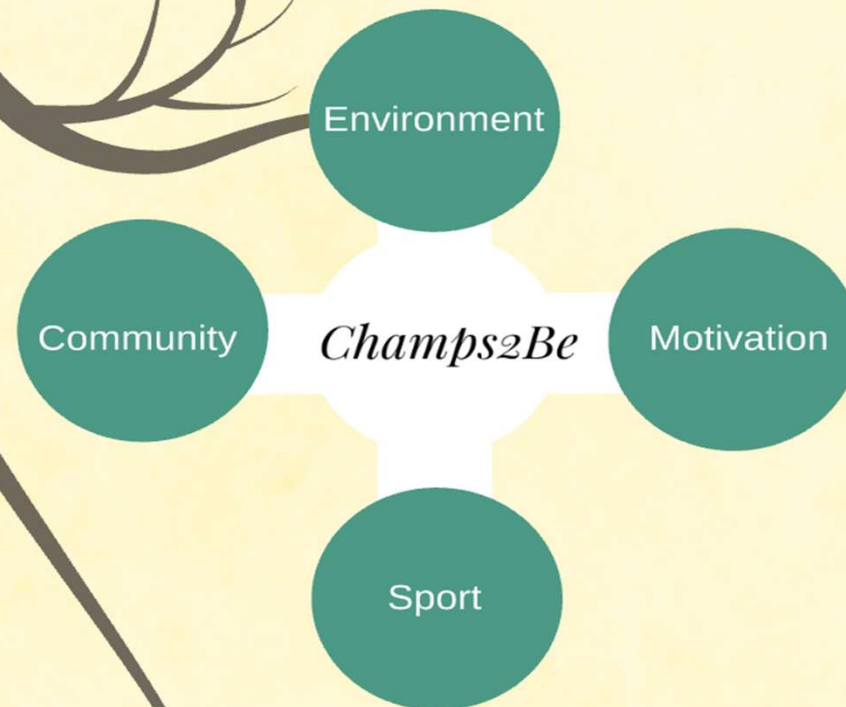 Environment
Community
Champs2Be
Motivation
Sport